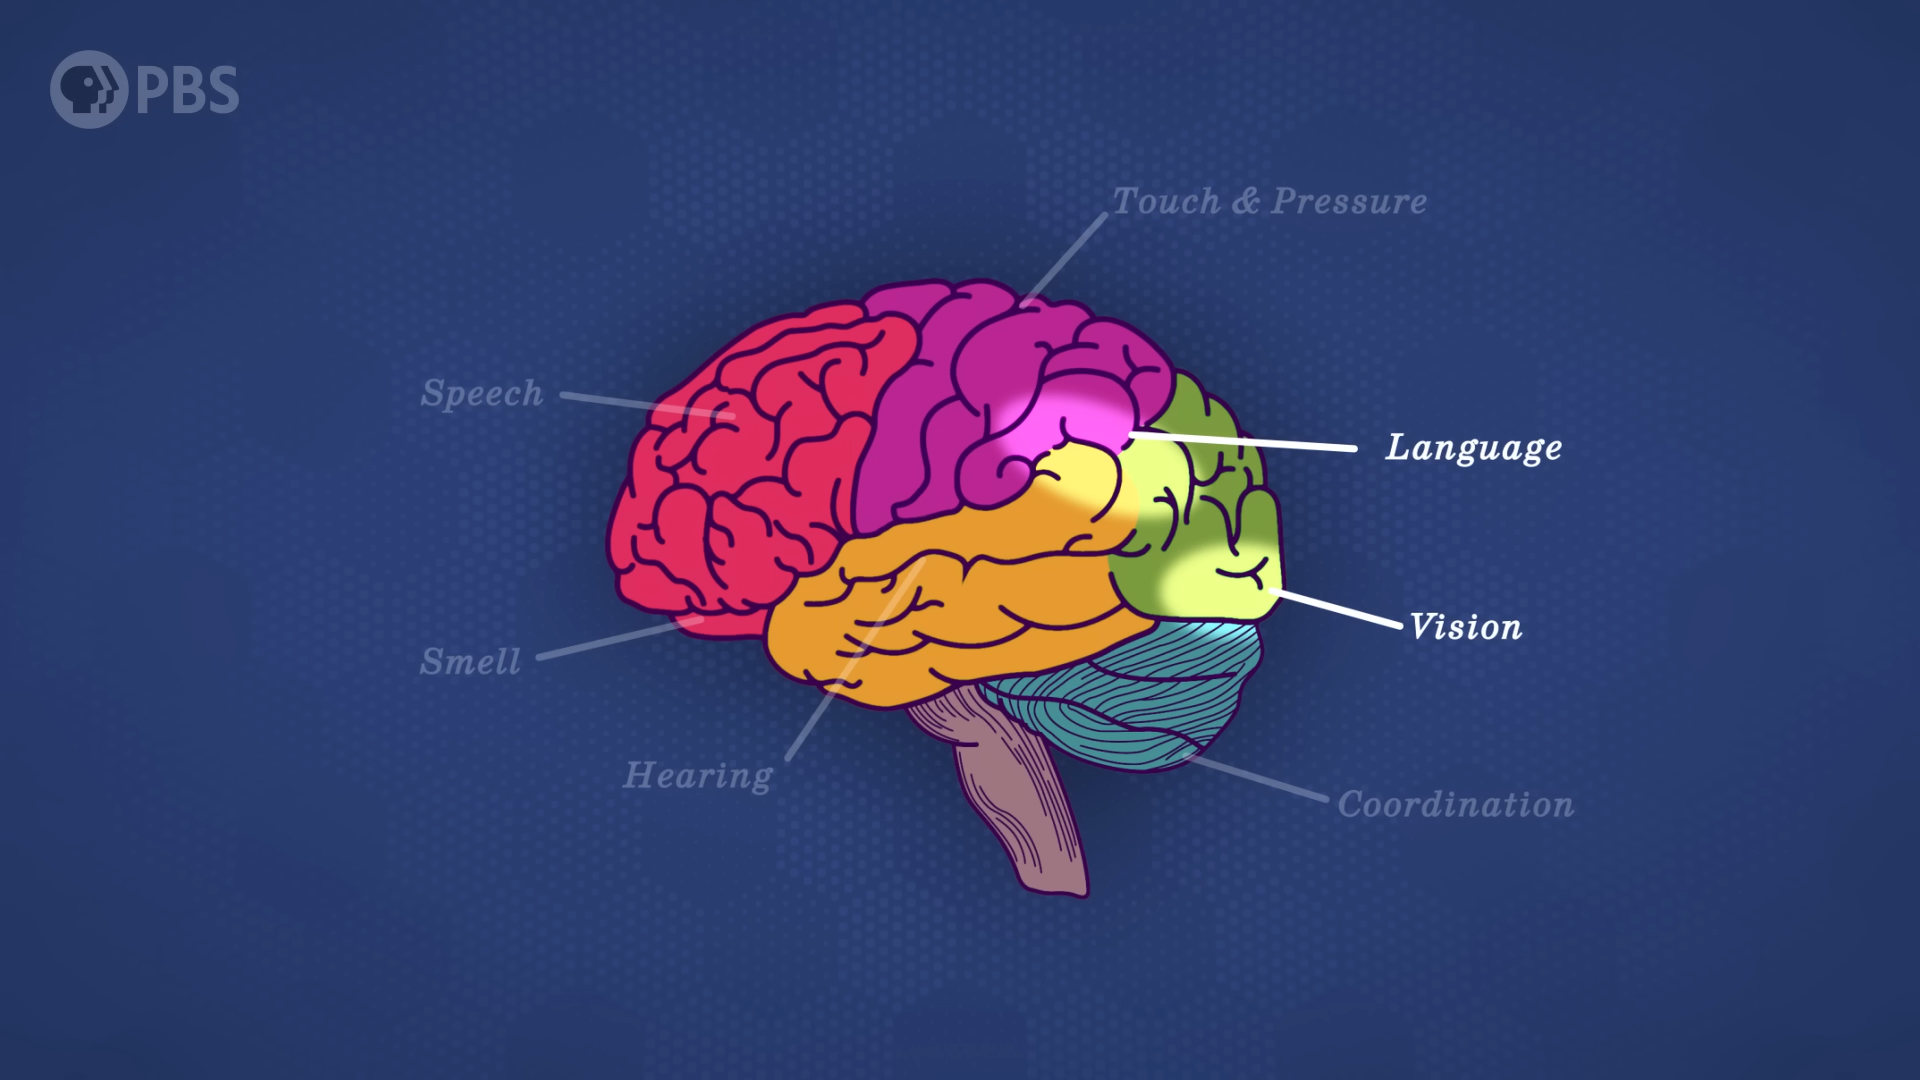 PBS
Touch & Pressure
Speech
Language
Vision
Smell
Hearing
Coordination